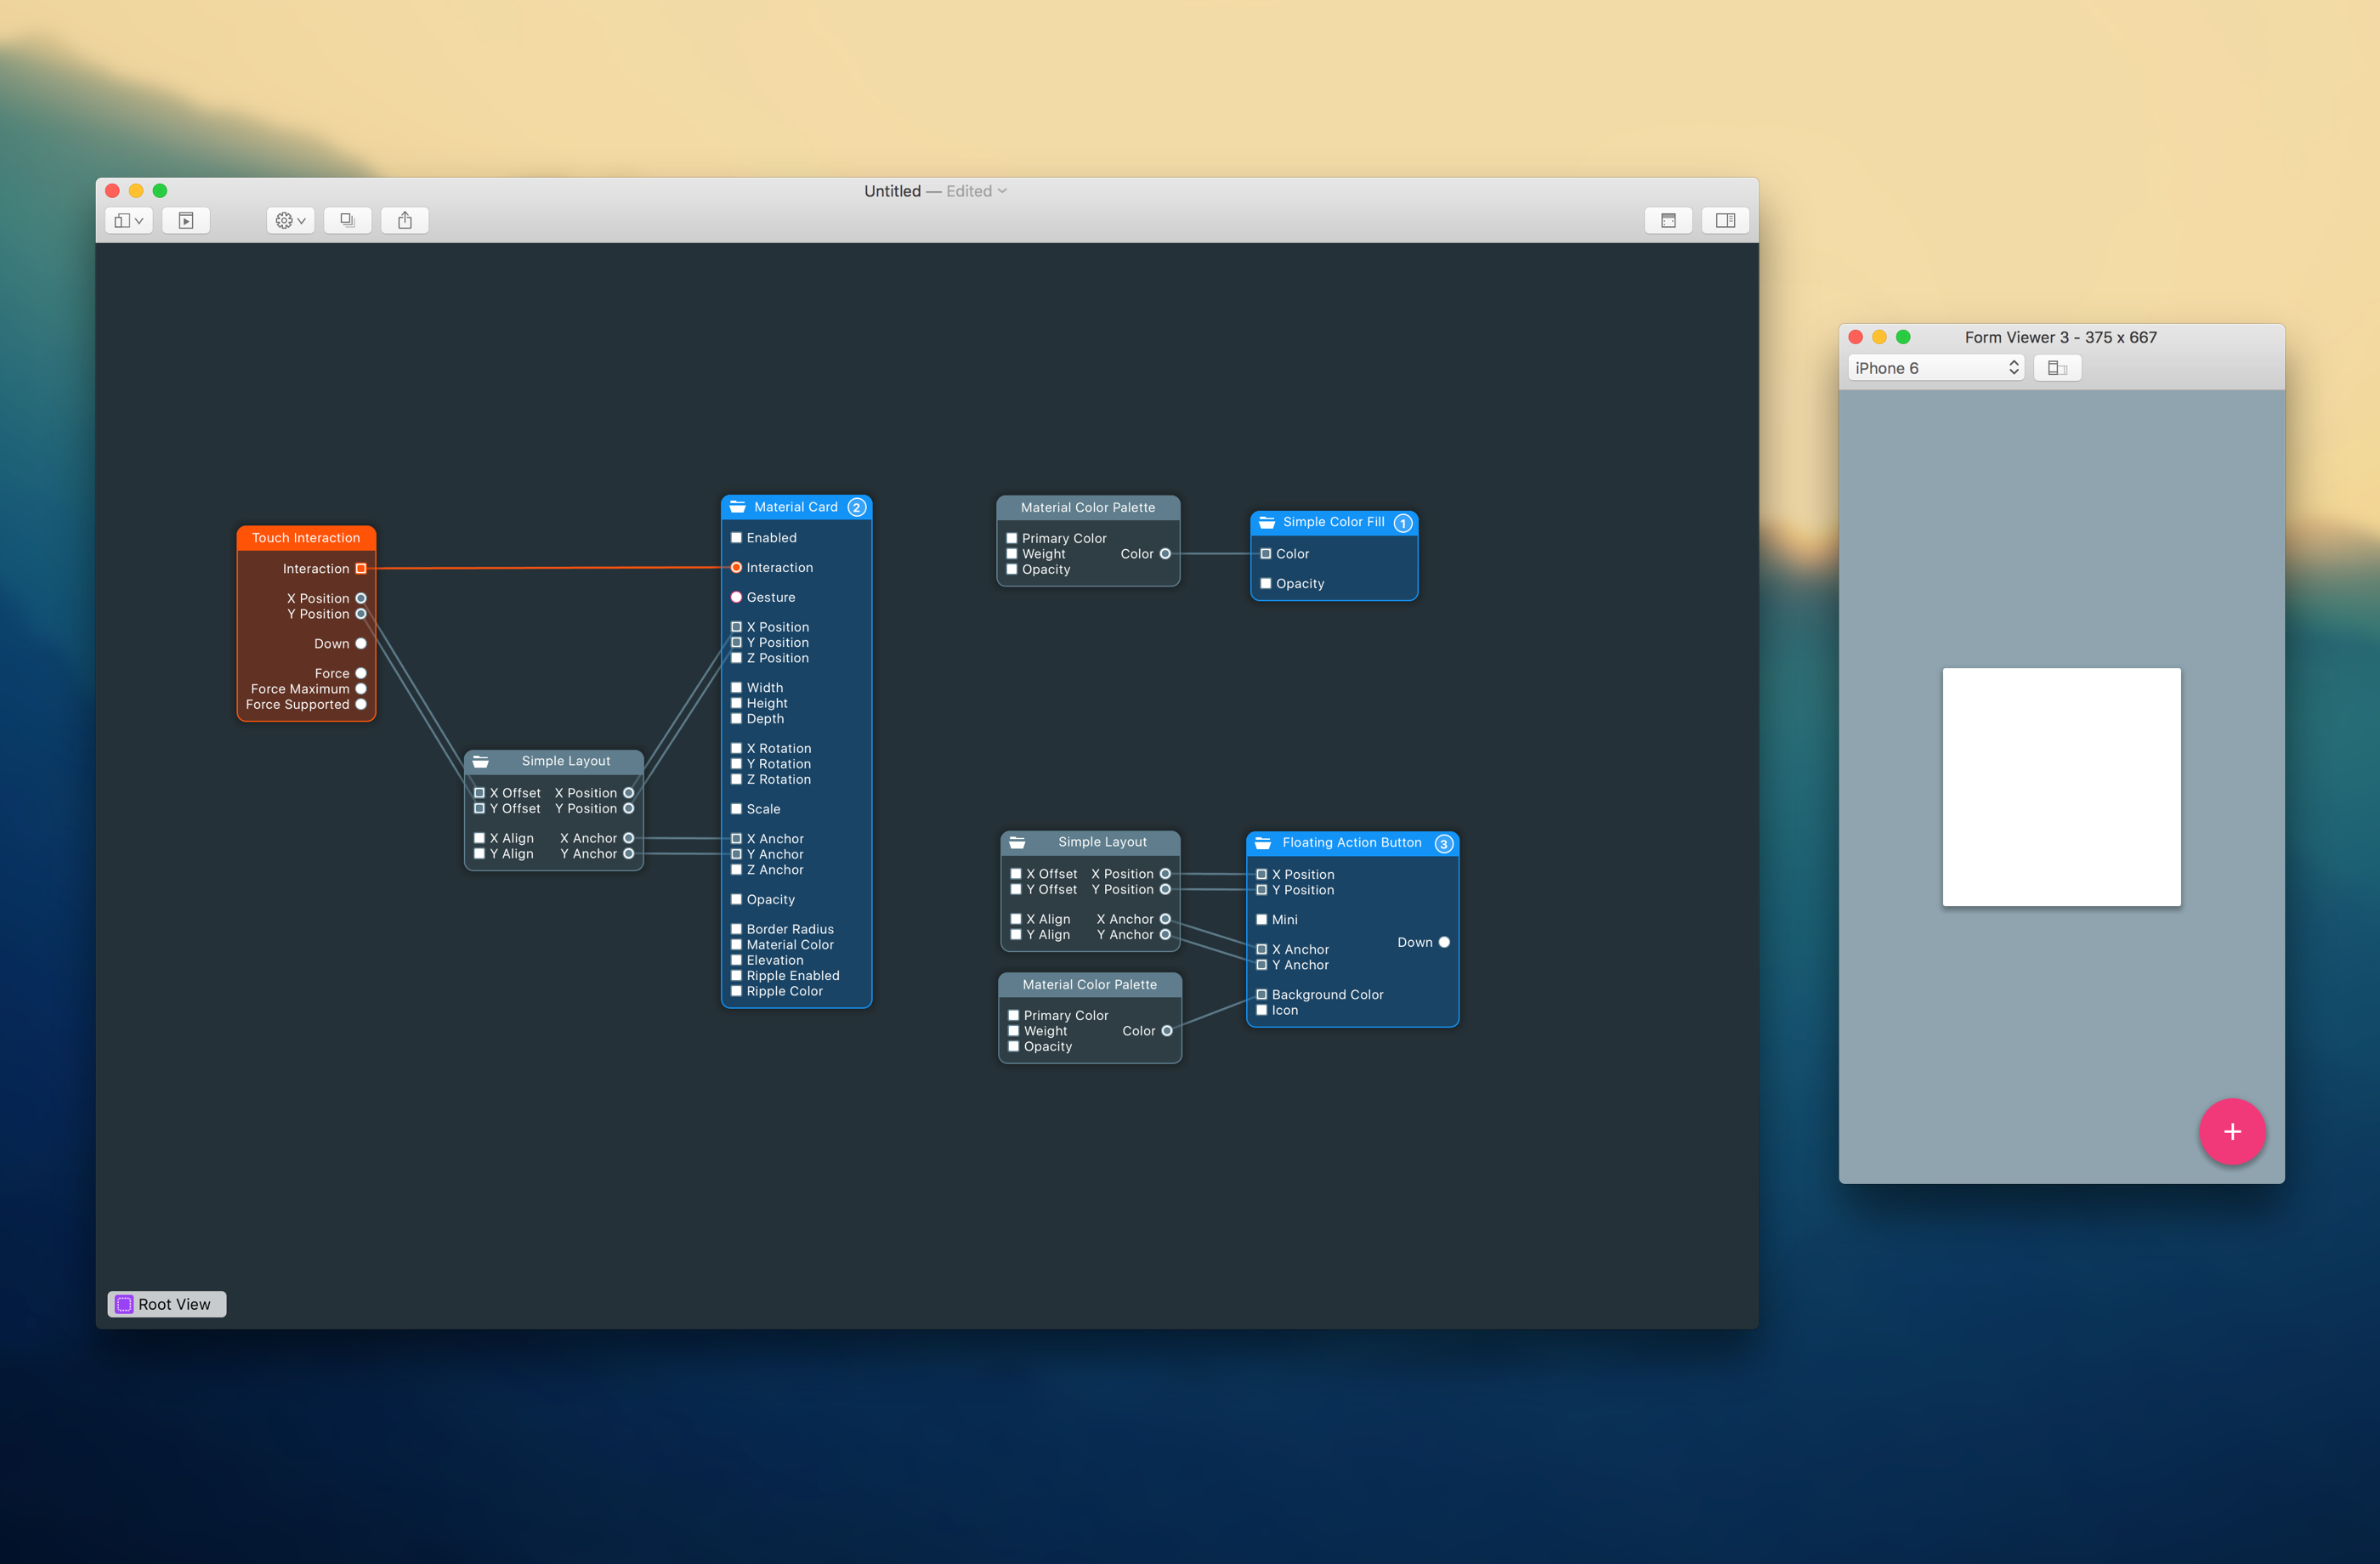 Untitled — Edited
Touch Interaction
Interaction
X Position
Y Position
Down
Force
Force Maximum
Force Supported
Simple Layout
X Offset X Position
Y Offset Y Position
X Align X Anchor
Y Align Y Anchor
Material Card 2
Enabled
Interaction
Gesture
X Position
Y Position
Z Position
Width
Height
Depth
X Rotation
Y Rotation
Z Rotation
Scale
X Anchor
Y Anchor
Z Anchor
Opacity
Border Radius
Material Color
Elevation
Ripple Enabled
Ripple Color
Material Color Palette
Primary Color
Weight Color
Opacity
Simple Color Fill 1
Color
Opacity
Simple Layout
X Offset X Position
Y Offset Y Position
X Align X Anchor
Y Align Y Anchor
Material Color Palette
Primary Color
Weight Color
Opacity
Floating Action Button 3
X Position
Y Position
Mini
Down
X Anchor
Y Anchor
Background Color
Icon
Root View
Form Viewer 3 - 375 x 667
iPhone 6